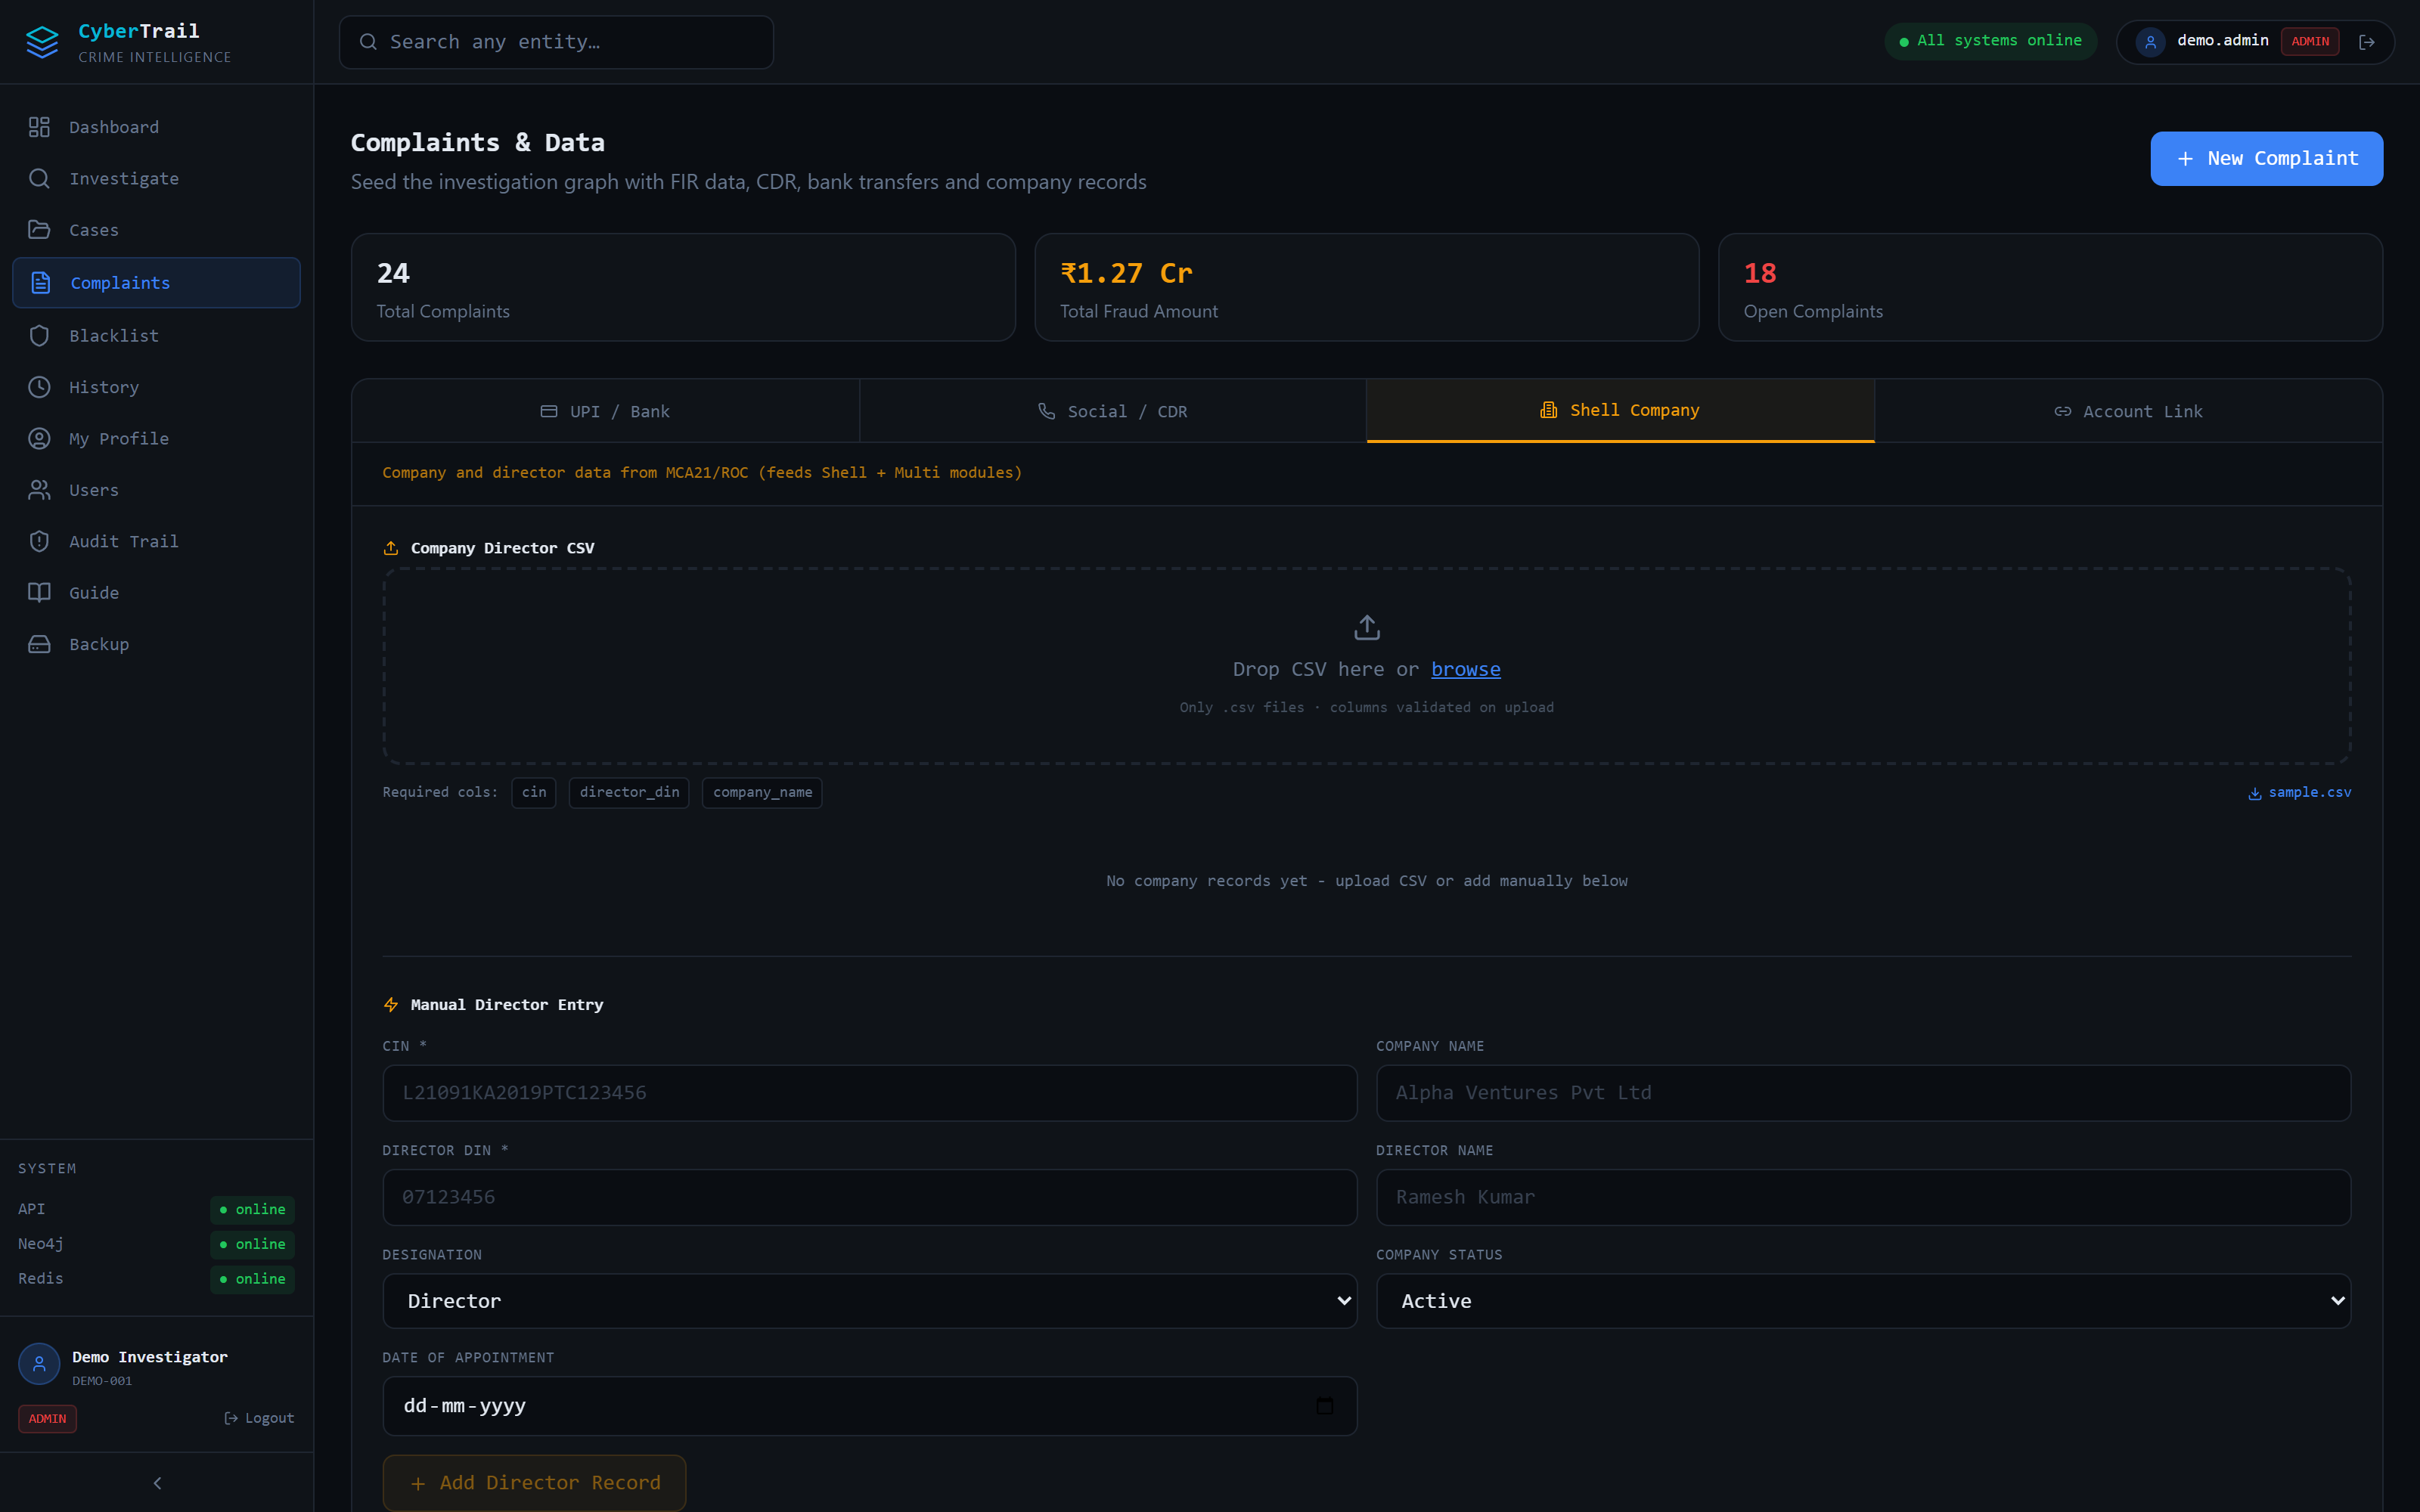 CyberTrail
CRIME INTELLIGENCE
Search any entity…
All systems online
demo.admin
ADMIN
Dashboard
Investigate
Cases
Complaints
Blacklist
History
My Profile
Users
Audit Trail
Guide
Backup
SYSTEM
API online
Neo4j online
Redis online
Demo Investigator
DEMO-001
ADMIN
Logout
Complaints & Data
Seed the investigation graph with FIR data, CDR, bank transfers and company records
+ New Complaint
24
Total Complaints
₹1.27 Cr
Total Fraud Amount
18
Open Complaints
UPI / Bank
Social / CDR
Shell Company
Account Link
Company and director data from MCA21/ROC (feeds Shell + Multi modules)
Company Director CSV
Drop CSV here or browse
Only .csv files · columns validated on upload
Required cols: cin director_din company_name
sample.csv
No company records yet - upload CSV or add manually below
Manual Director Entry
CIN *
L21091KA2019PTC123456
COMPANY NAME
Alpha Ventures Pvt Ltd
DIRECTOR DIN *
07123456
DIRECTOR NAME
Ramesh Kumar
DESIGNATION
Director
COMPANY STATUS
Active
DATE OF APPOINTMENT
dd-mm-yyyy
+ Add Director Record